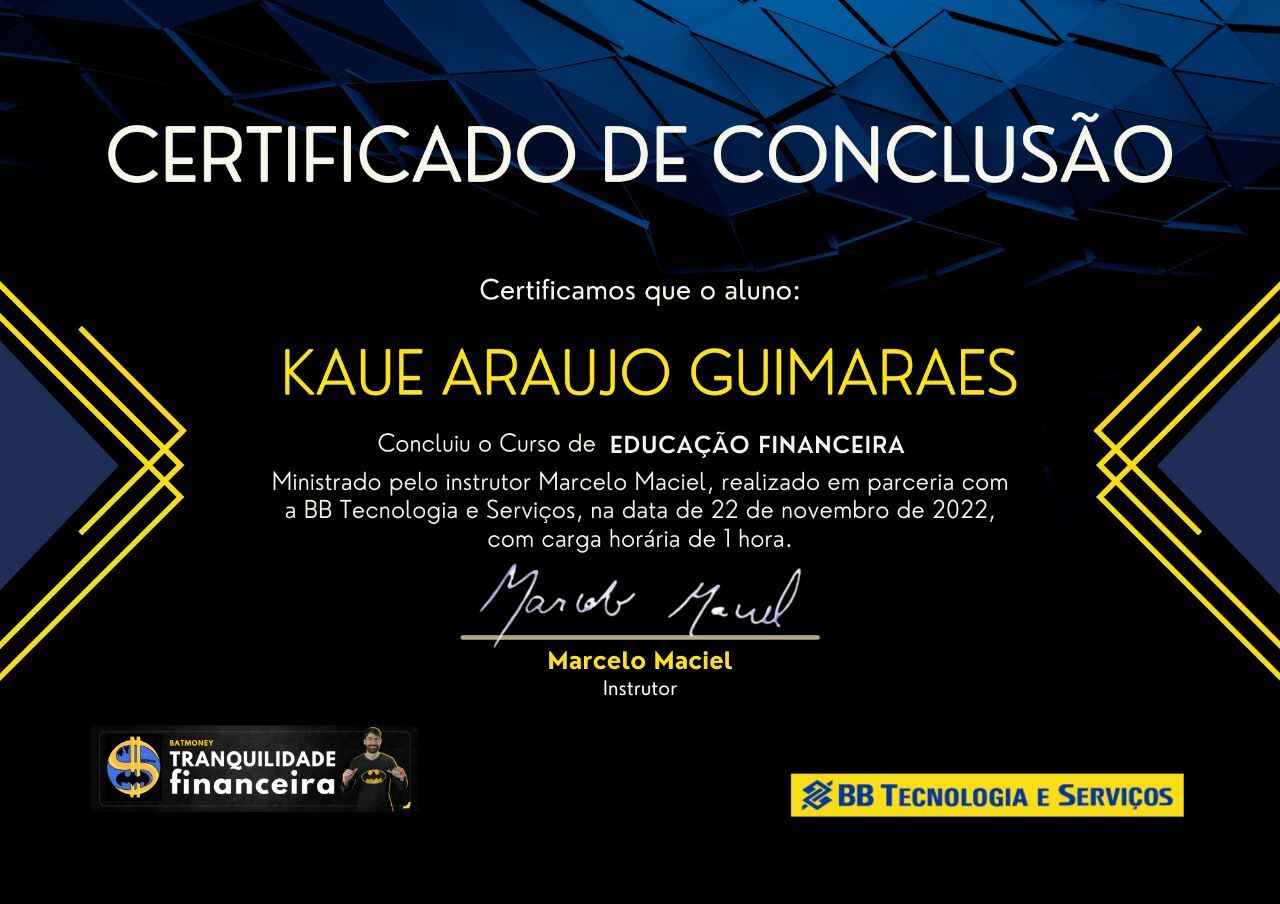 CERTIFICADO DE CONCLUSÃO
Certificamos que o aluno:
KAUE ARAUJO GUIMARAES
Concluiu o Curso de EDUCAÇÃO FINANCEIRA
Ministrado pelo instrutor Marcelo Maciel, realizado em parceria com
a BB Tecnologia e Serviços, na data de 22 de novembro de 2022,
com carga horária de 1 hora.
Marcelo Maciel
Marcelo Maciel
Instrutor
BATMONEY
TRANQUILIDADE
financeira
BB TECNOLOGIA E SERVIÇOS